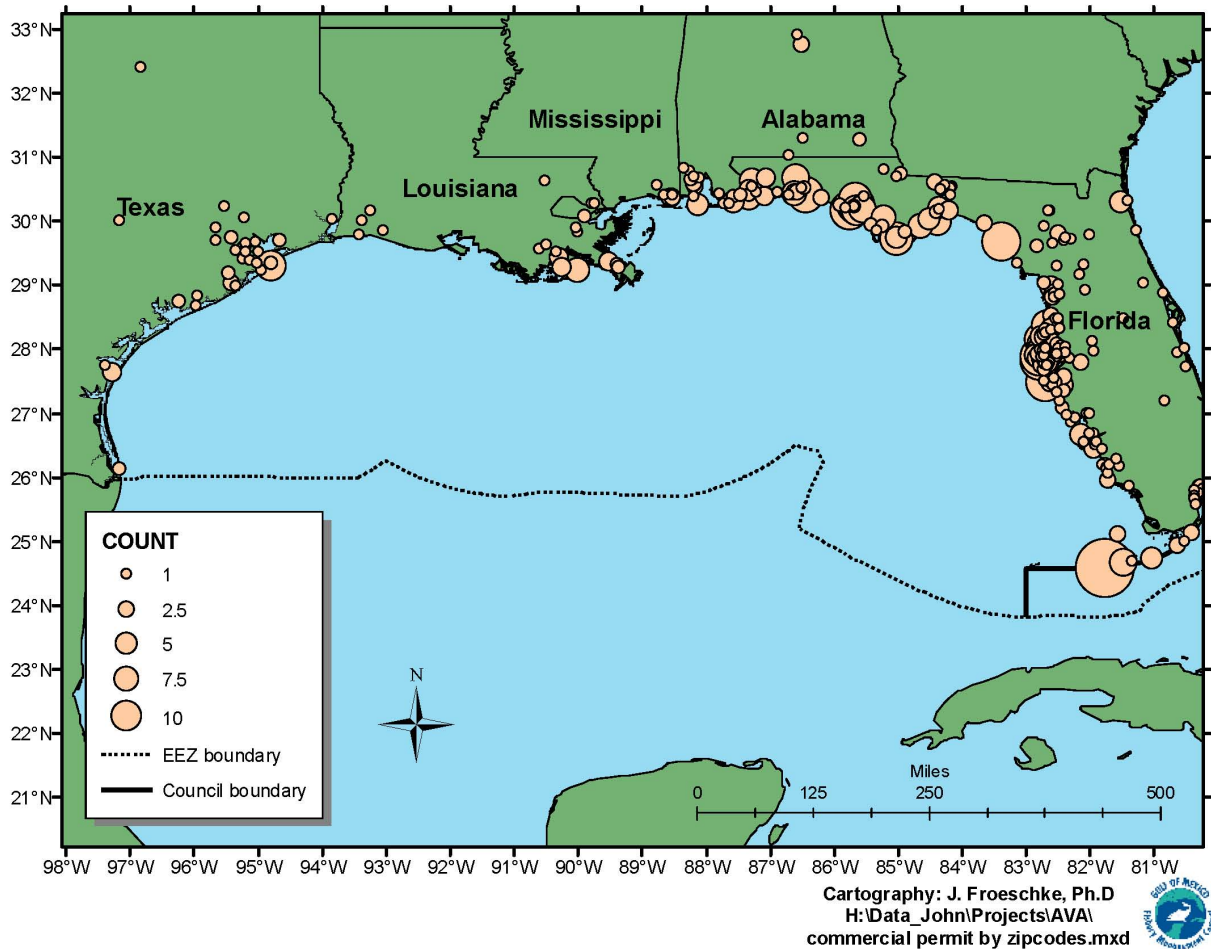 33°N
32°N
31°N
30°N
29°N
28°N
27°N
26°N
25°N
24°N
23°N
22°N
21°N
Mississippi
Alabama
Louisiana
Texas
Florida
COUNT
1
2.5
5
7.5
10
EEZ boundary
Council boundary
N
Miles
0 125 250 500
98°W 97°W 96°W 95°W 94°W 93°W 92°W 91°W 90°W 89°W 88°W 87°W 86°W 85°W 84°W 83°W 82°W 81°W
Cartography: J. Froeschke, Ph.D
H:\Data_John\Projects\AVA\
commercial permit by zipcodes.mxd
GULF OF MEXICO